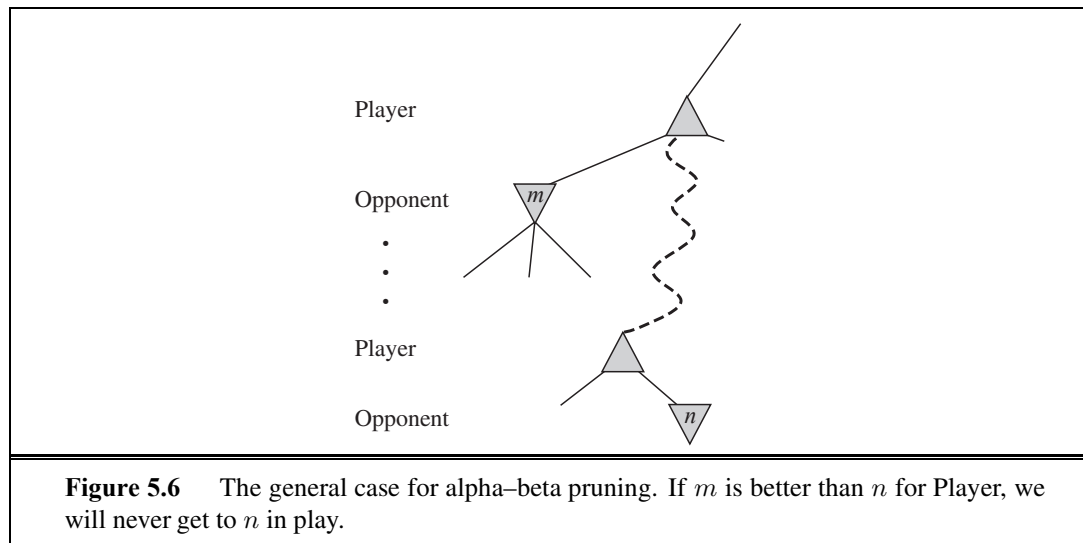 Player
Opponent
m
Player
Opponent
n
Figure 5.6 The general case for alpha–beta pruning. If m is better than n for Player, we
will never get to n in play.